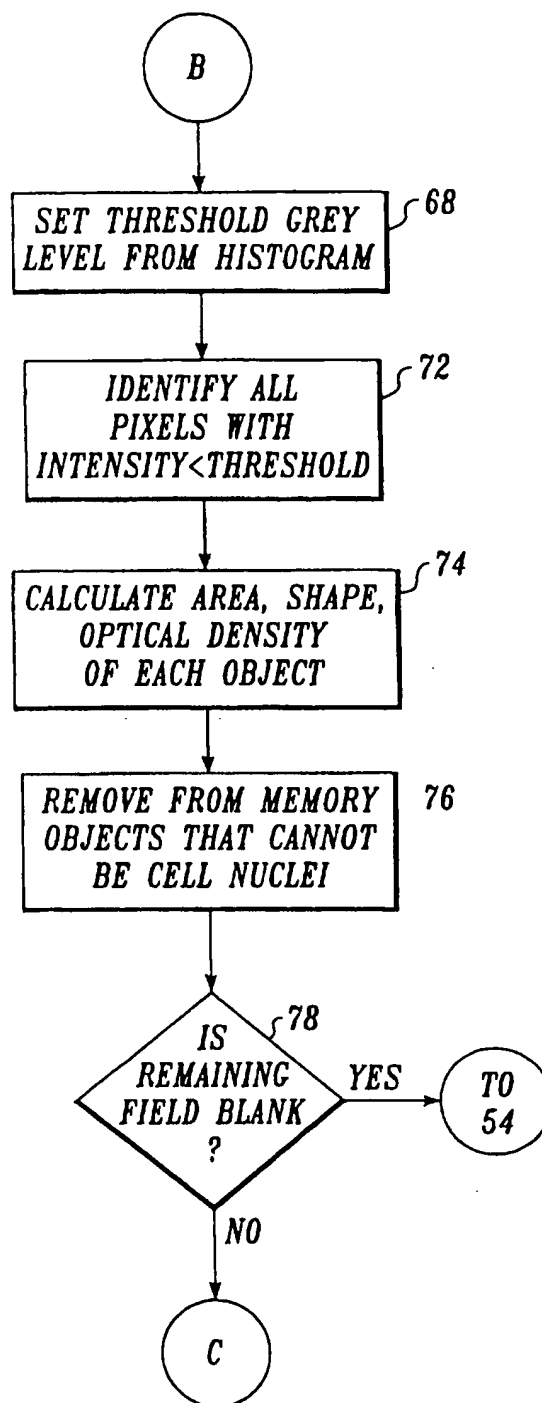 B
SET THRESHOLD GREY
LEVEL FROM HISTOGRAM
68
IDENTIFY ALL
PIXELS WITH
INTENSITY<THRESHOLD
72
CALCULATE AREA, SHAPE,
OPTICAL DENSITY
OF EACH OBJECT
74
REMOVE FROM MEMORY
OBJECTS THAT CANNOT
BE CELL NUCLEI
76
IS
REMAINING
FIELD BLANK
?
78
YES
TO
54
NO
C